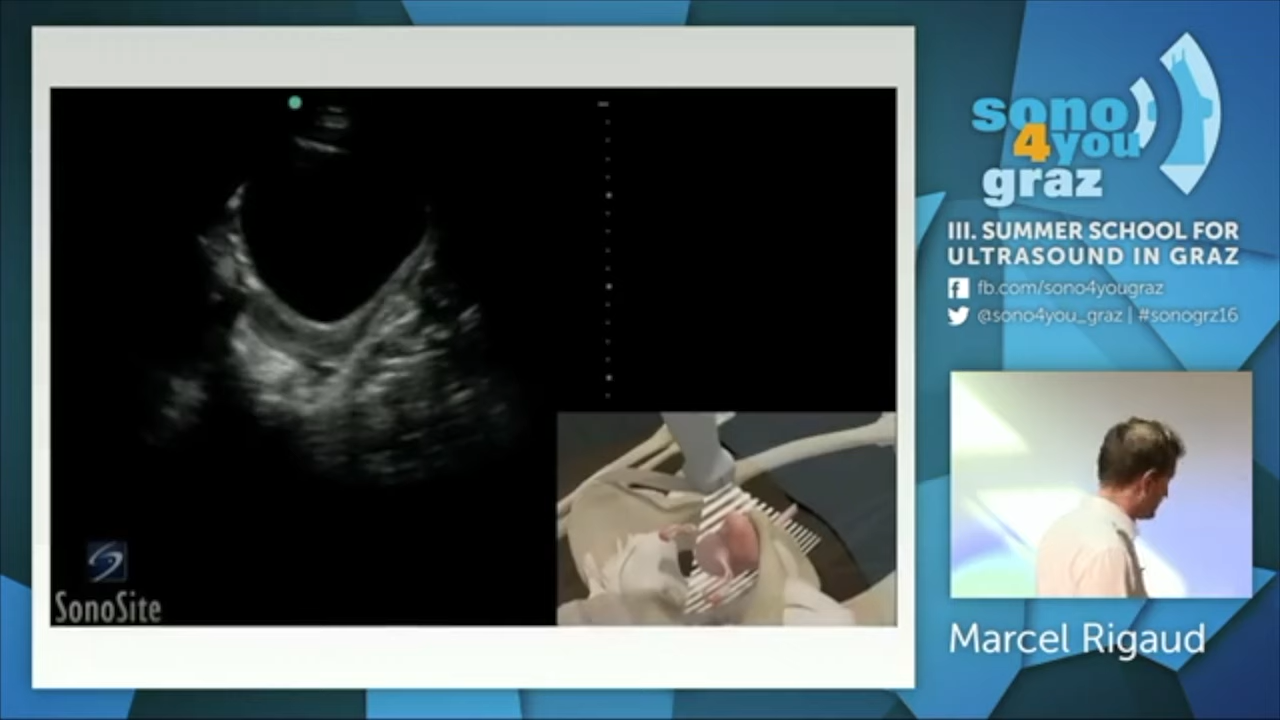 SonoSite
sono
4you
graz
III. SUMMER SCHOOL FOR
ULTRASOUND IN GRAZ
fb.com/sono4yougraz
@sono4you_graz | #sonogrz16
Marcel Rigaud